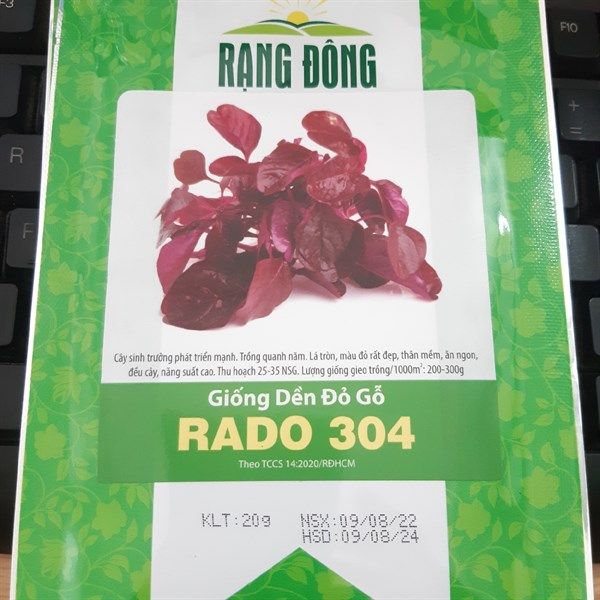 RẠNG ĐÔNG
Cây sinh trưởng phát triển mạnh. Trồng quanh năm. Lá tròn, màu đỏ rất đẹp, thân mềm, ăn ngon,
đều cây, năng suất cao. Thu hoạch 25-35 NSG. Lượng giống gieo trồng/1000m²: 200-300g
Giống Dền Đỏ Gỗ
RADO 304
Theo TCCS 14:2020/RĐHCM
KLT:20g NSX:09/08/22
HSD:09/08/24
F3
F10
R
F
+
=